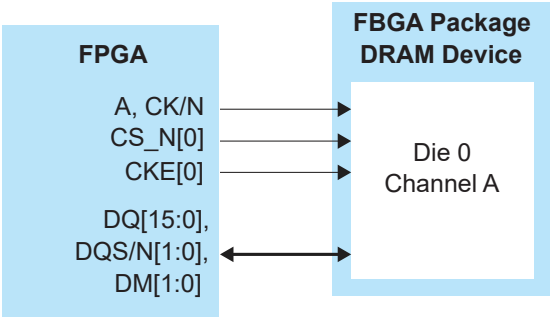 FPGA
A, CK/N
CS_N[0]
CKE[0]
DQ[15:0],
DQS/N[1:0],
DM[1:0]
FBGA Package
DRAM Device
Die 0
Channel A